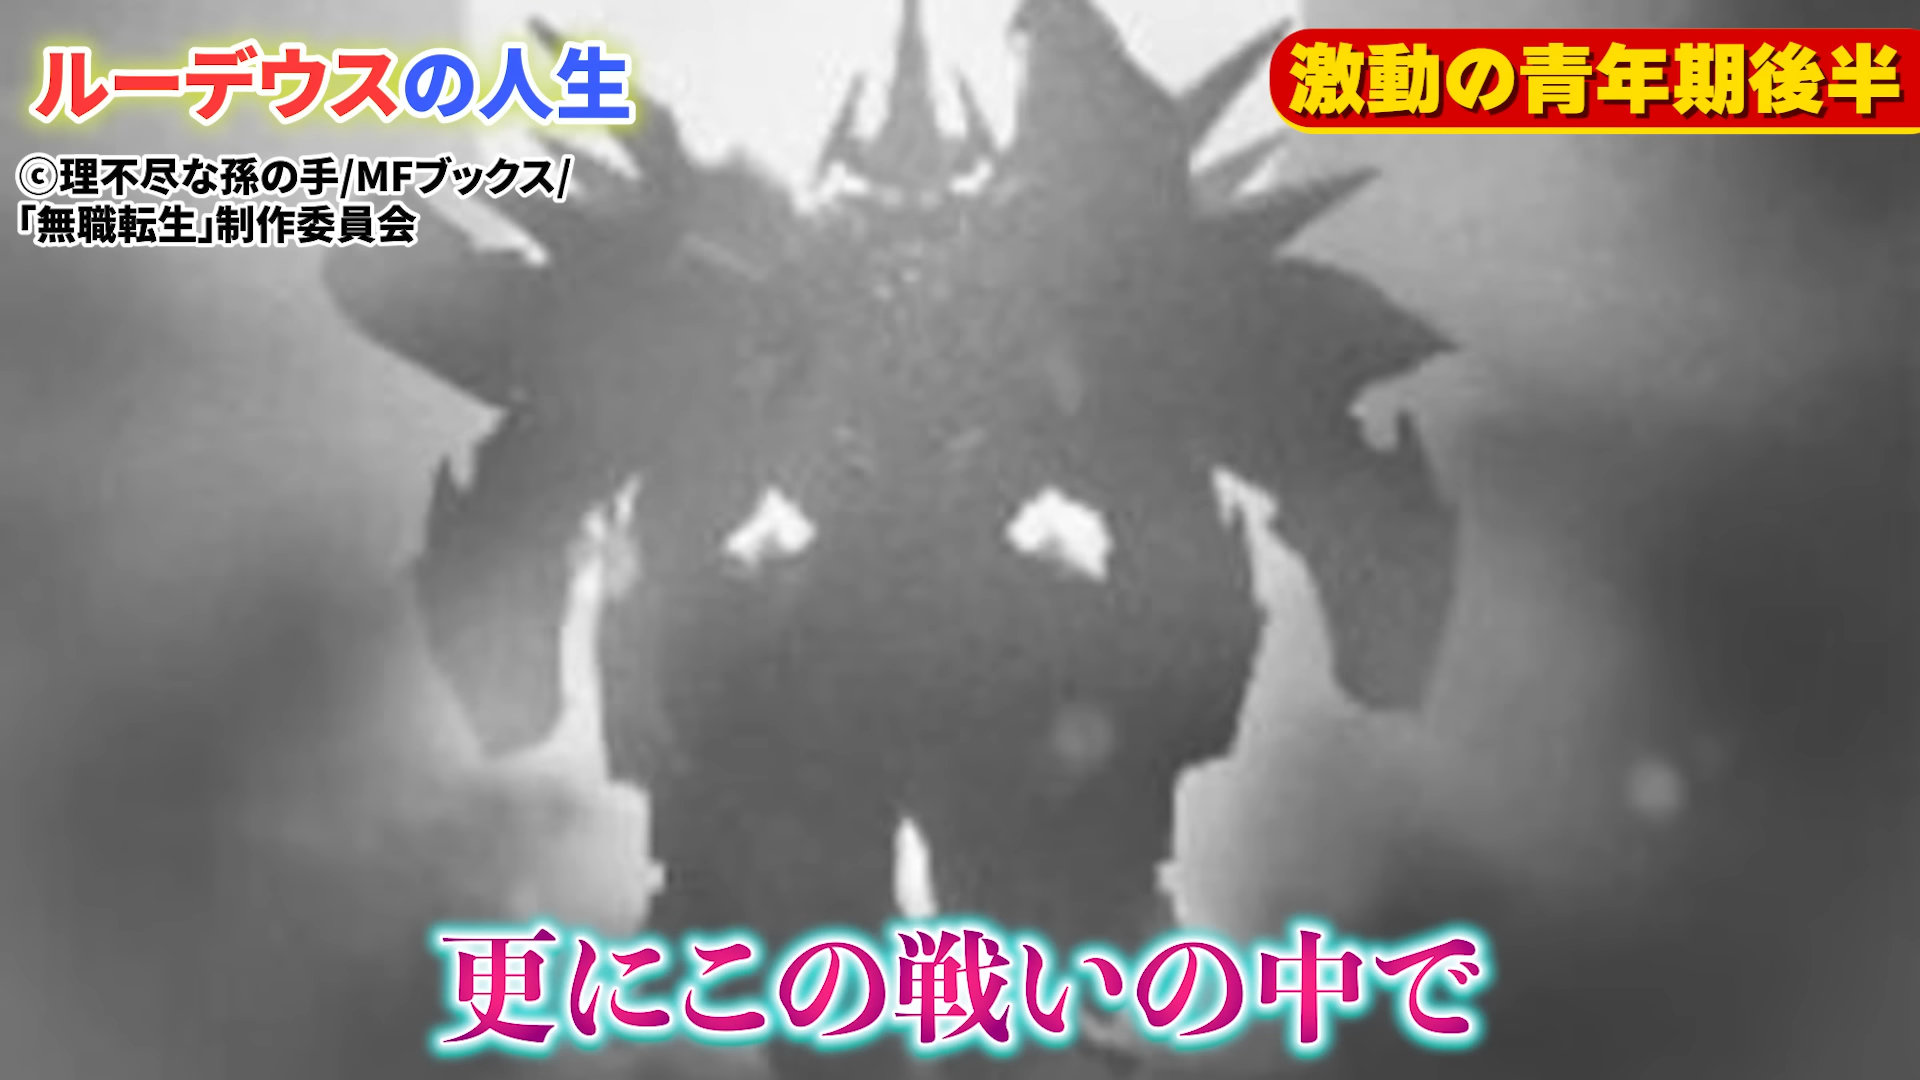 ルーデウスの人生
激動の青年期後半
Ⓒ理不尽な孫の手/MFブックス/
「無職転生」制作委員会
更にこの戦いの中で